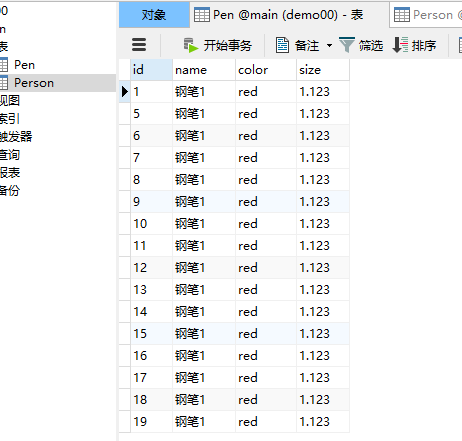 00
n
表
Pen
Person
视图
索引
触发器
查询
报表
备份
对象 Pen @main (demo00) - 表 Person @
开始事务 备注 筛选 排序
id name color size
1 钢笔1 red 1.123
5 钢笔1 red 1.123
6 钢笔1 red 1.123
7 钢笔1 red 1.123
8 钢笔1 red 1.123
9 钢笔1 red 1.123
10 钢笔1 red 1.123
11 钢笔1 red 1.123
12 钢笔1 red 1.123
13 钢笔1 red 1.123
14 钢笔1 red 1.123
15 钢笔1 red 1.123
16 钢笔1 red 1.123
17 钢笔1 red 1.123
18 钢笔1 red 1.123
19 钢笔1 red 1.123